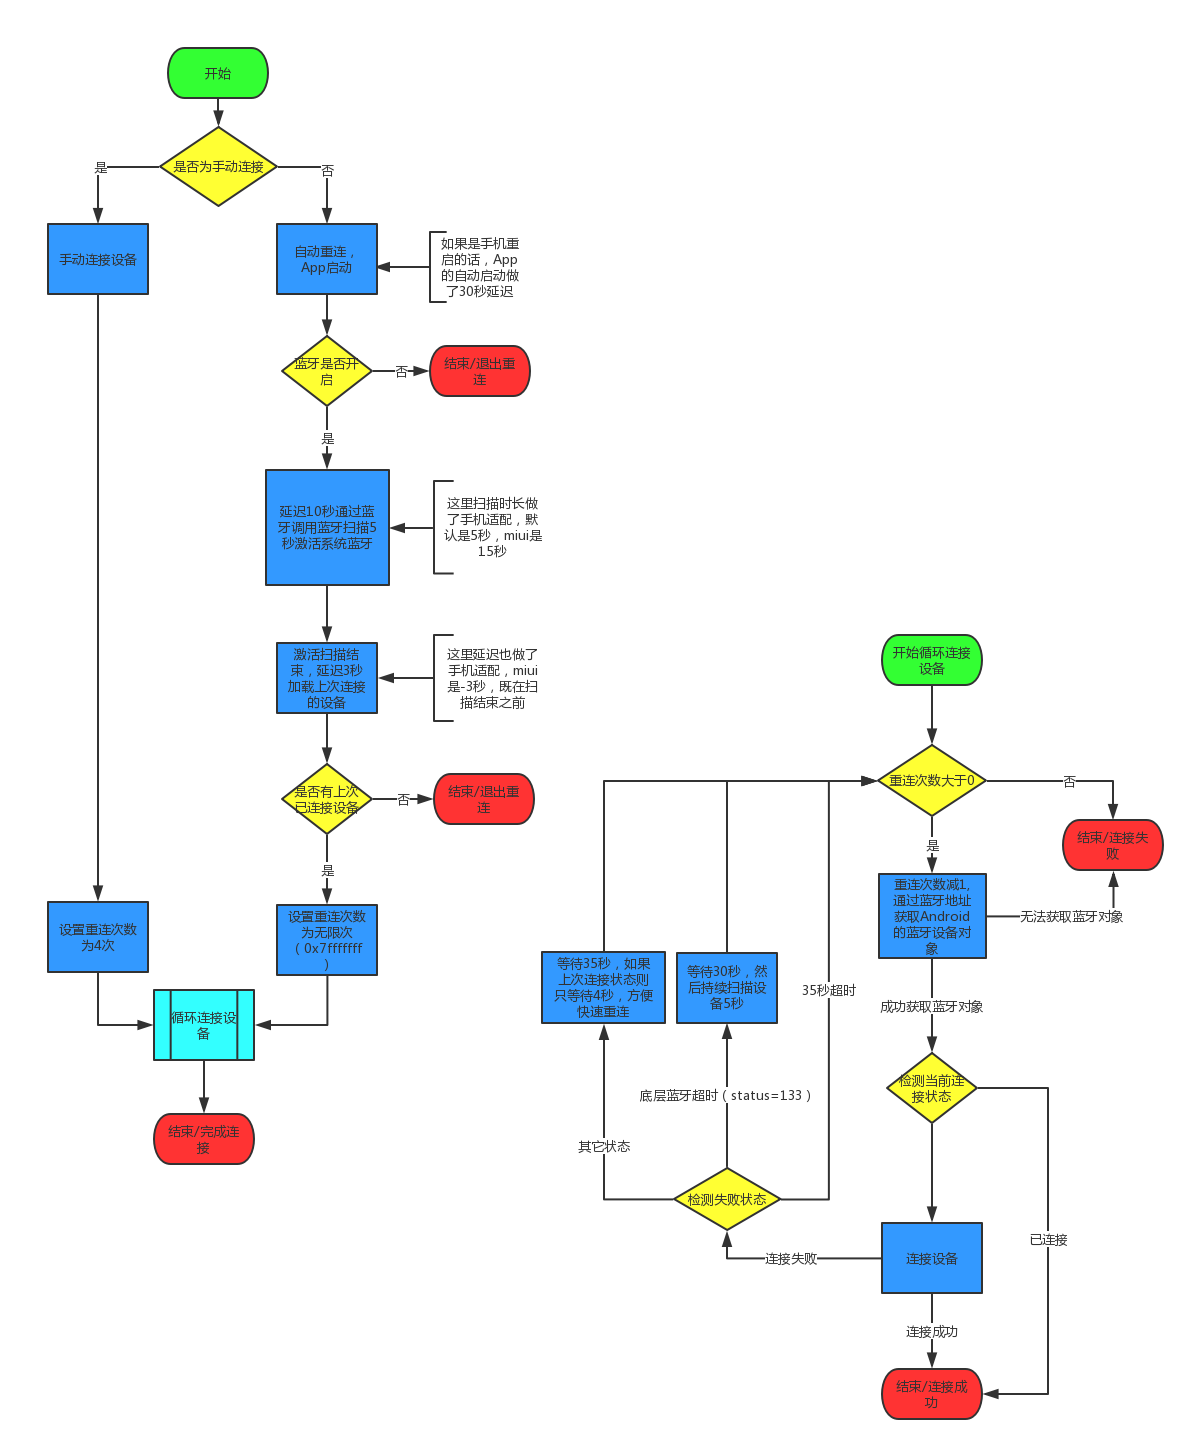 开始
是否为手动连接
是
否
手动连接设备
自动重连，
App启动
如果是手机重
启的话，App
的自动启动做
了30秒延迟
蓝牙是否开
启
否
结束/退出重
连
是
延迟10秒通过蓝
牙调用蓝牙扫描5
秒激活系统蓝牙
这里扫描时长做
了手机适配，默
认是5秒，miui是
15秒
激活扫描结
束，延迟3秒
加载上次连接
的设备
这里延迟也做了
手机适配，miui
是-3秒，既在扫
描结束之前
是否有上次
已连接设备
否
结束/退出重
连
是
设置重连次数
为4次
设置重连次数
为无限次
（0x7fffffff
）
循环连接设
备
结束/完成连
接
开始循环连接
设备
重连次数大于0
否
结束/连接失
败
是
重连次数减1,
通过蓝牙地址
获取Android
的蓝牙设备对
象
无法获取蓝牙对象
等待35秒，如果
上次连接状态则
只等待4秒，方便
快速重连
等待30秒，然
后持续扫描设
备5秒
35秒超时
成功获取蓝牙对象
检测当前连
接状态
底层蓝牙超时（status=133）
其它状态
检测失败状态
连接失败
连接设备
已连接
连接成功
结束/连接成
功